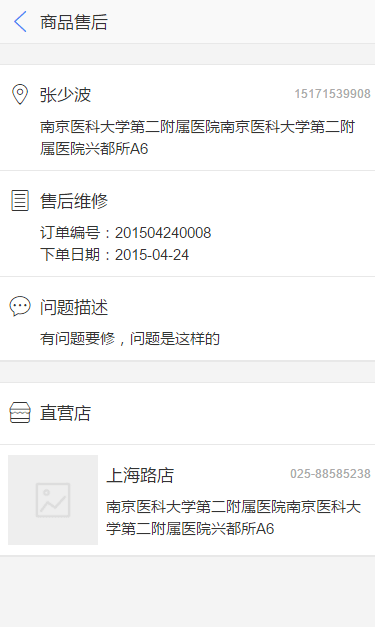 商品售后
张少波 15171539908
南京医科大学第二附属医院南京医科大学第二附
属医院兴都所A6
售后维修
订单编号：201504240008
下单日期：2015-04-24
问题描述
有问题要修，问题是这样的
直营店
上海路店 025-88585238
南京医科大学第二附属医院南京医科大
学第二附属医院兴都所A6